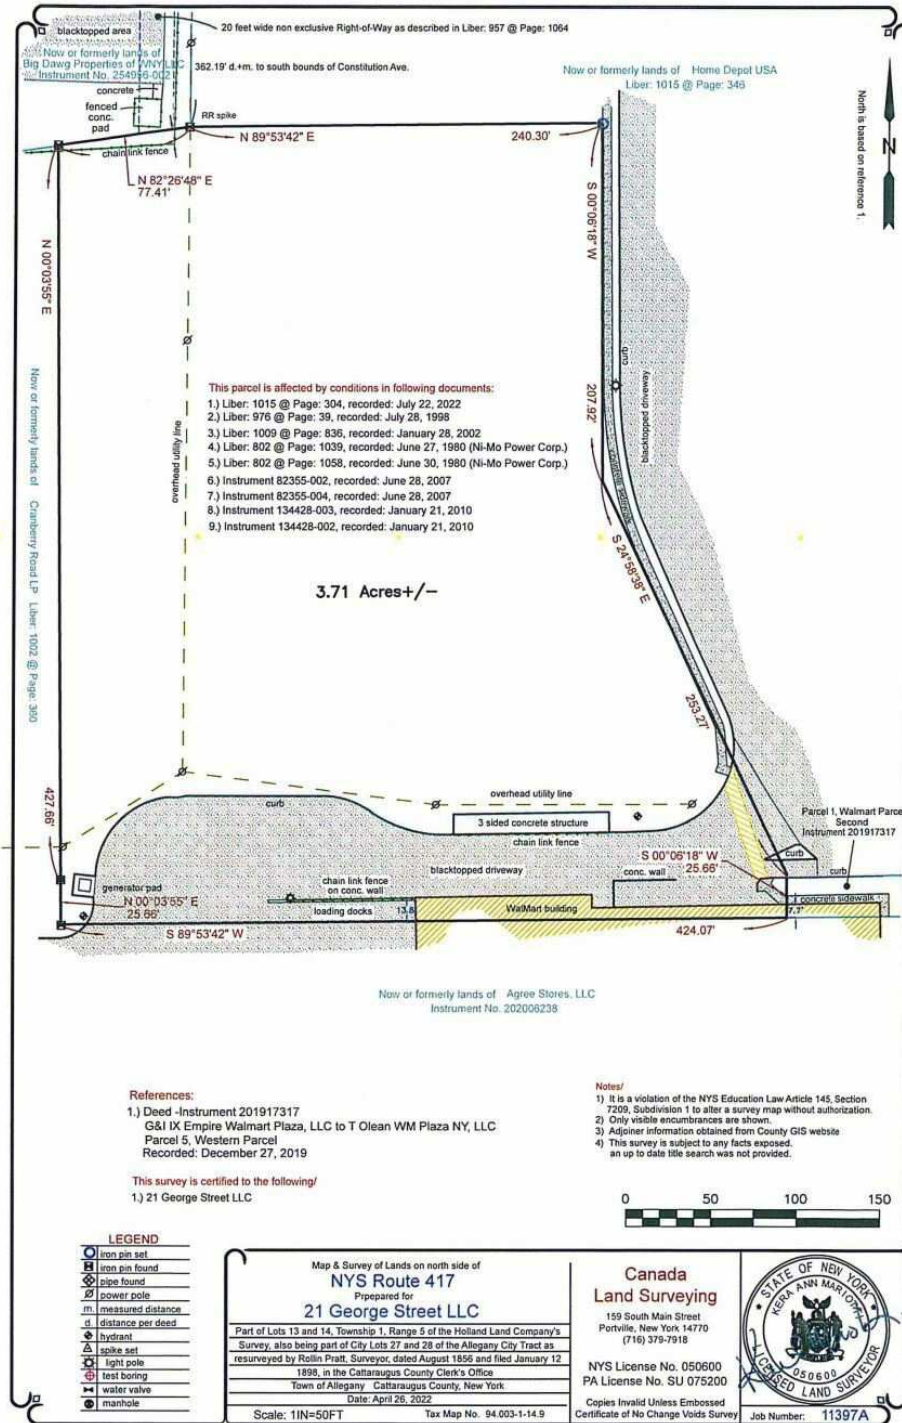 20 feet wide non exclusive Right-of-Way as described in Liber: 957 @ Page: 1064
blacktopped area
Now or formerly lands of
Big Dawg Properties of WNY LLC
Instrument No. 254956-002
362.19' d.+m. to south bounds of Constitution Ave.
Now or formerly lands of Home Depot USA
Liber: 1015 @ Page: 346
concrete
fenced
conc.
pad
RR spike
N 89°53'42" E
240.30'
chain link fence
N 82°26'48" E
77.41'
North is based on reference 1.
N
S 00°06'18" W
207.92'
N 00°03'55" E
427.66'
Now or formerly lands of Cranberry Road LP Liber: 1002 @ Page: 360
overhead utility line
curb
blacktopped driveway
concrete sidewalk
This parcel is affected by conditions in following documents:
1.) Liber: 1015 @ Page: 304, recorded: July 22, 2022
2.) Liber: 976 @ Page: 39, recorded: July 28, 1998
3.) Liber: 1009 @ Page: 836, recorded: January 28, 2002
4.) Liber: 802 @ Page: 1039, recorded: June 27, 1980 (Ni-Mo Power Corp.)
5.) Liber: 802 @ Page: 1058, recorded: June 30, 1980 (Ni-Mo Power Corp.)
6.) Instrument 82355-002, recorded: June 28, 2007
7.) Instrument 82355-004, recorded: June 28, 2007
8.) Instrument 134428-003, recorded: January 21, 2010
9.) Instrument 134428-002, recorded: January 21, 2010
S 24°58'38" E
253.27'
3.71 Acres+/-
overhead utility line
curb
3 sided concrete structure
chain link fence
Parcel 1, Walmart Parcel
Second
Instrument 201917317
S 00°06'18" W
25.66'
curb
curb
blacktopped driveway
conc. wall
generator pad
chain link fence
on conc. wall
N 00°03'55" E
25.66'
loading docks
13.8
WalMart building
concrete sidewalk
7.7'
S 89°53'42" W
424.07'
Now or formerly lands of Agree Stores, LLC
Instrument No. 202006238
References:
1.) Deed -Instrument 201917317
G&I IX Empire Walmart Plaza, LLC to T Olean WM Plaza NY, LLC
Parcel 5, Western Parcel
Recorded: December 27, 2019
This survey is certified to the following/
1.) 21 George Street LLC
Notes/
1) It is a violation of the NYS Education Law Article 145, Section
7209, Subdivision 1 to alter a survey map without authorization.
2) Only visible encumbrances are shown.
3) Adjoiner information obtained from County GIS website
4) This survey is subject to any facts exposed.
an up to date title search was not provided.
0 50 100 150
LEGEND
iron pin set
iron pin found
pipe found
power pole
m. measured distance
d. distance per deed
hydrant
spike set
light pole
test boring
water valve
manhole
Map & Survey of Lands on north side of
NYS Route 417
Prepared for
21 George Street LLC
Part of Lots 13 and 14, Township 1, Range 5 of the Holland Land Company's
Survey, also being part of City Lots 27 and 28 of the Allegany City Tract as
resurveyed by Rollin Pratt, Surveyor, dated August 1856 and filed January 12
1898, in the Cattaraugus County Clerk's Office
Town of Allegany Cattaraugus County, New York
Date: April 26, 2022
Scale: 1IN=50FT Tax Map No. 94.003-1-14.9
Canada
Land Surveying
159 South Main Street
Portville, New York 14770
(716) 379-7918
NYS License No. 050600
PA License No. SU 075200
Copies Invalid Unless Embossed
Certificate of No Change Voids Survey
STATE OF NEW YORK
KERA ANN MARIOTTI
050600
LICENSED LAND SURVEYOR
Job Number: 11397A